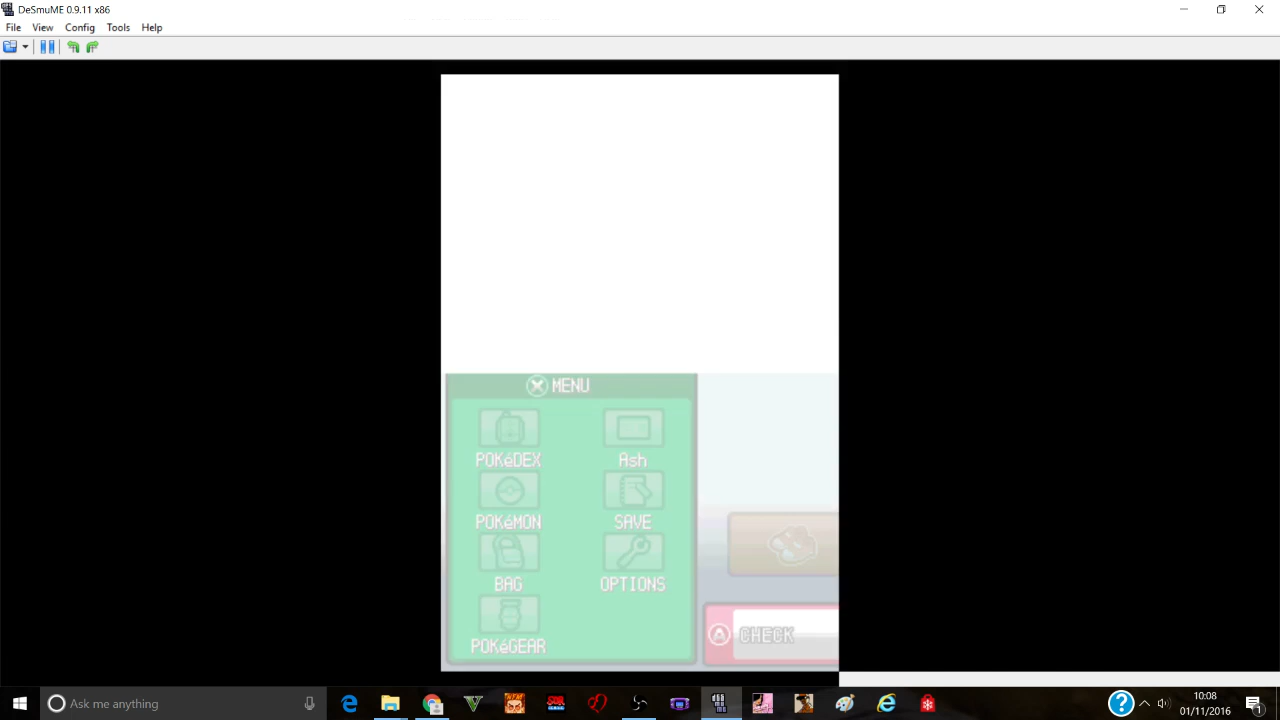 DeSmuME 0.9.11 x86
File View Config Tools Help
X MENU
POKéDEX Ash
POKéMON SAVE
BAG OPTIONS
POKéGEAR
A CHECK
Ask me anything
10:08
01/11/2016